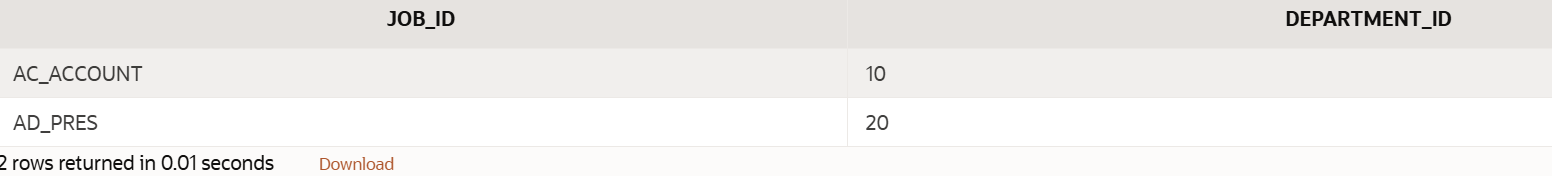 JOB_ID DEPARTMENT_ID
AC_ACCOUNT 10
AD_PRES 20
2 rows returned in 0.01 seconds Download